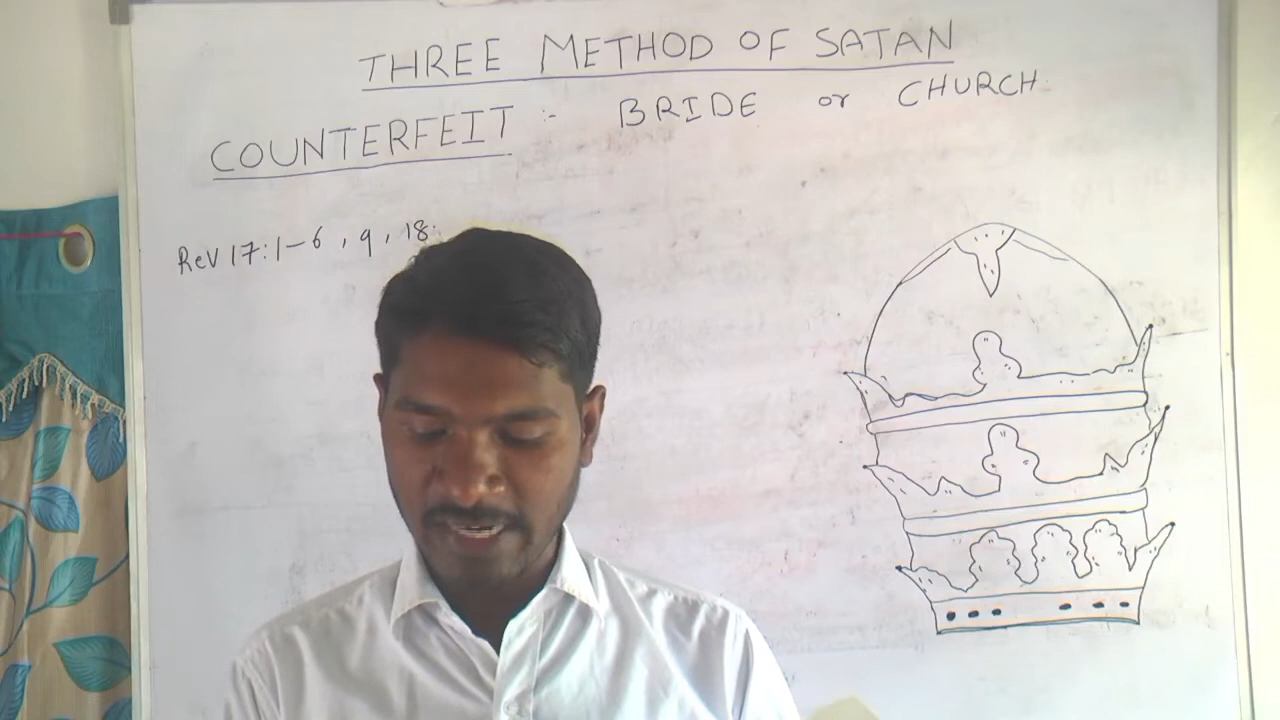 THREE METHOD OF SATAN
COUNTERFEIT :- BRIDE or CHURCH
Rev 17:1-6, 9, 18.